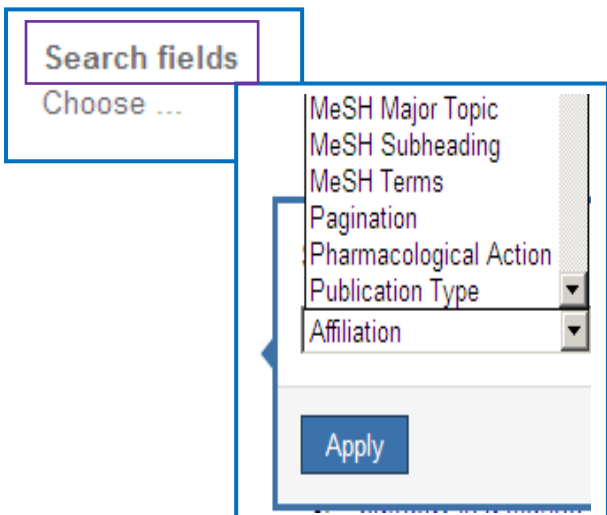 Search fields
Choose ...
MeSH Major Topic
MeSH Subheading
MeSH Terms
Pagination
Pharmacological Action
Publication Type
Affiliation
Apply